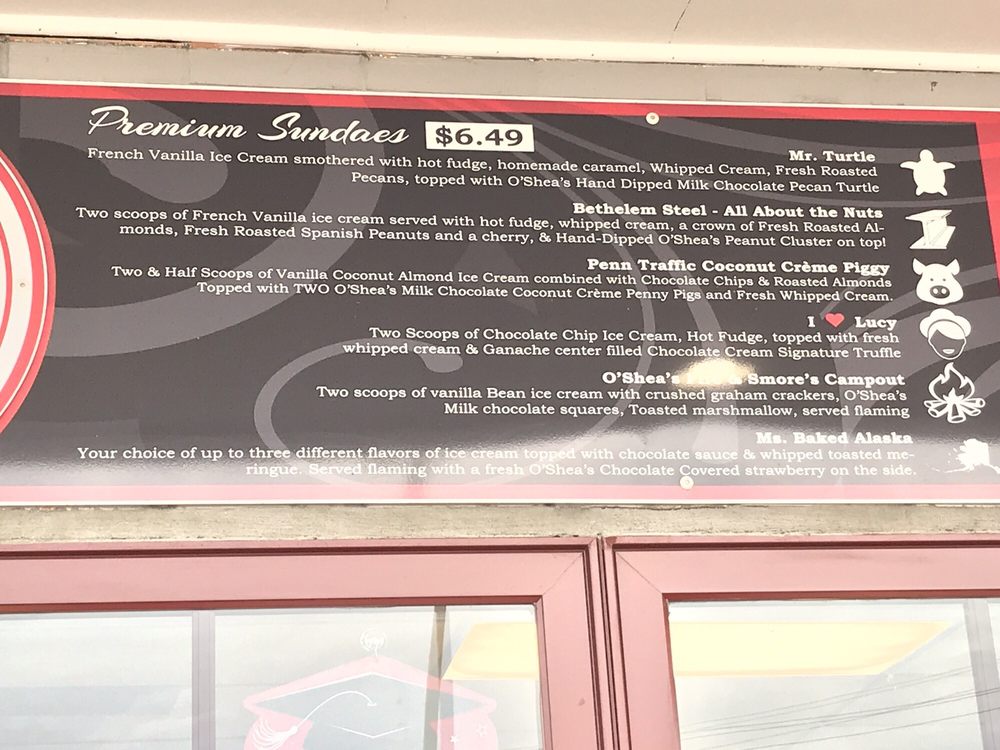 Premium Sundaes $6.49
Mr. Turtle
French Vanilla Ice Cream smothered with hot fudge, homemade caramel, Whipped Cream, Fresh Roasted
Pecans, topped with O'Shea's Hand Dipped Milk Chocolate Pecan Turtle
Bethelem Steel - All About the Nuts
Two scoops of French Vanilla ice cream served with hot fudge, whipped cream, a crown of Fresh Roasted Al-
monds, Fresh Roasted Spanish Peanuts and a cherry, & Hand-Dipped O'Shea's Peanut Cluster on top!
Penn Traffic Coconut Crème Piggy
Two & Half Scoops of Vanilla Coconut Almond Ice Cream combined with Chocolate Chips & Roasted Almonds
Topped with TWO O'Shea's Milk Chocolate Coconut Crème Penny Pigs and Fresh Whipped Cream.
I ❤ Lucy
Two Scoops of Chocolate Chip Ice Cream, Hot Fudge, topped with fresh
whipped cream & Ganache center filled Chocolate Cream Signature Truffle
O'Shea's Smore's Campout
Two scoops of vanilla Bean ice cream with crushed graham crackers, O'Shea's
Milk chocolate squares, Toasted marshmallow, served flaming
Ms. Baked Alaska
Your choice of up to three different flavors of ice cream topped with chocolate sauce & whipped toasted me-
ringue. Served flaming with a fresh O'Shea's Chocolate Covered strawberry on the side.